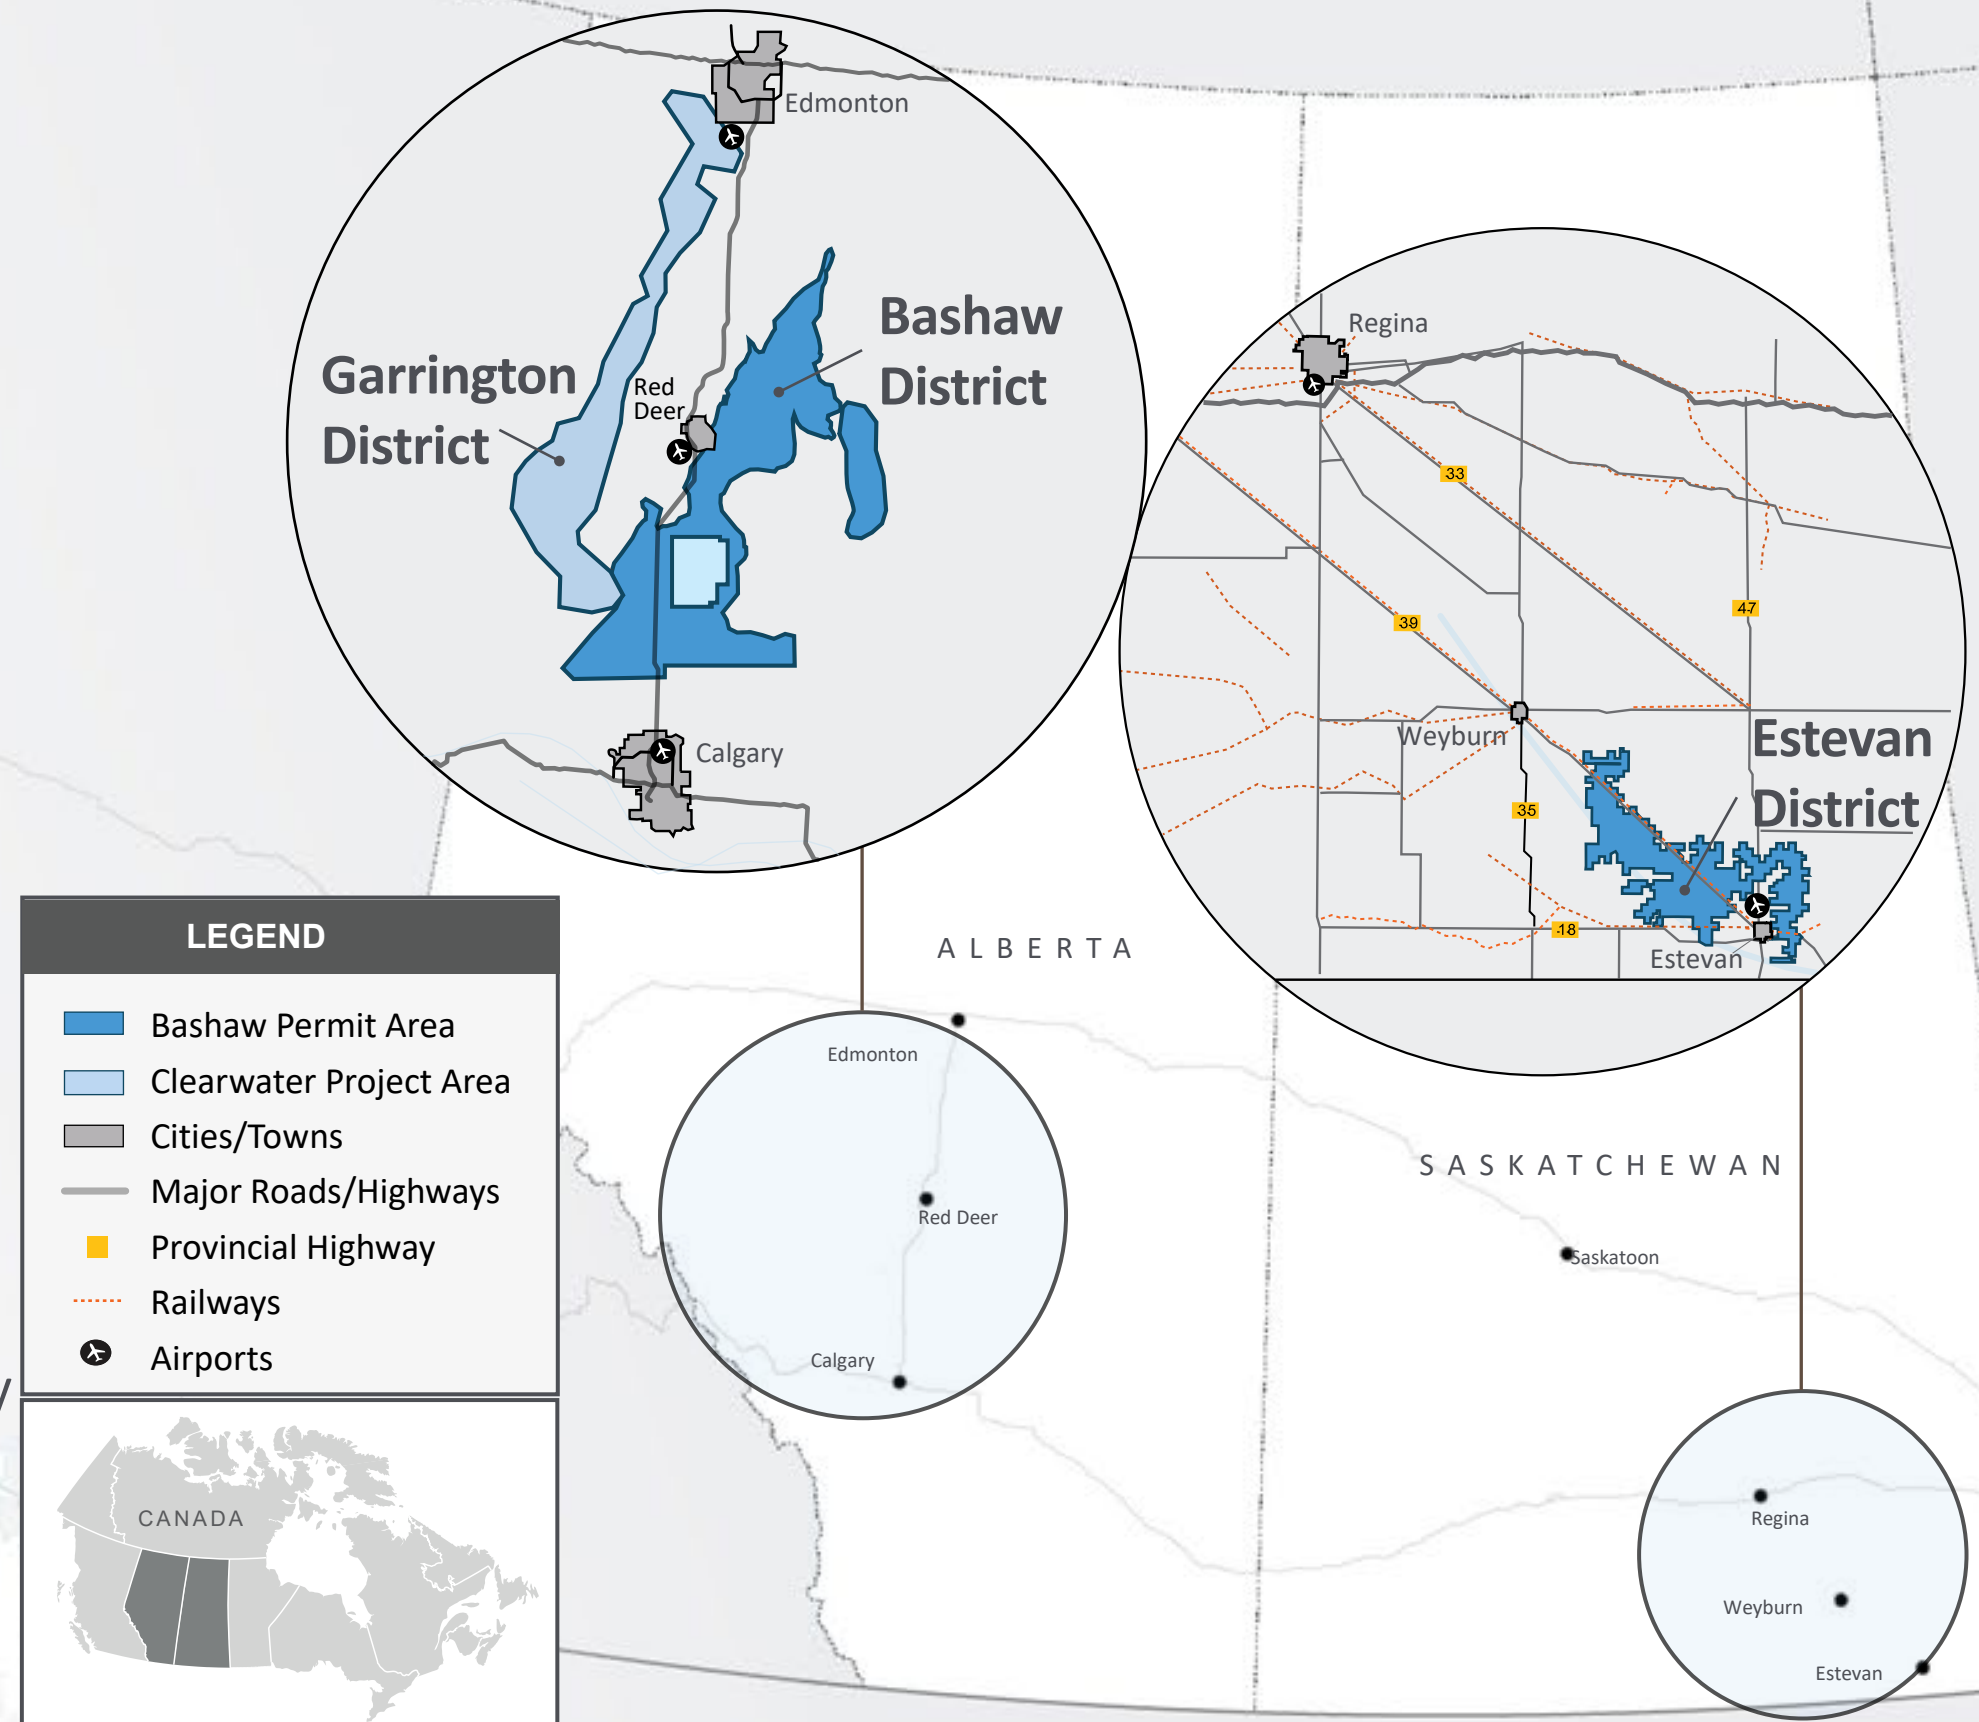 Edmonton
Bashaw
District
Garrington
District
Red
Deer
Calgary
Regina
33
39
47
Weyburn
35
Estevan
District
18
Estevan
LEGEND
Bashaw Permit Area
Clearwater Project Area
Cities/Towns
Major Roads/Highways
Provincial Highway
Railways
Airports
CANADA
ALBERTA
Edmonton
Red Deer
Calgary
SASKATCHEWAN
Saskatoon
Regina
Weyburn
Estevan